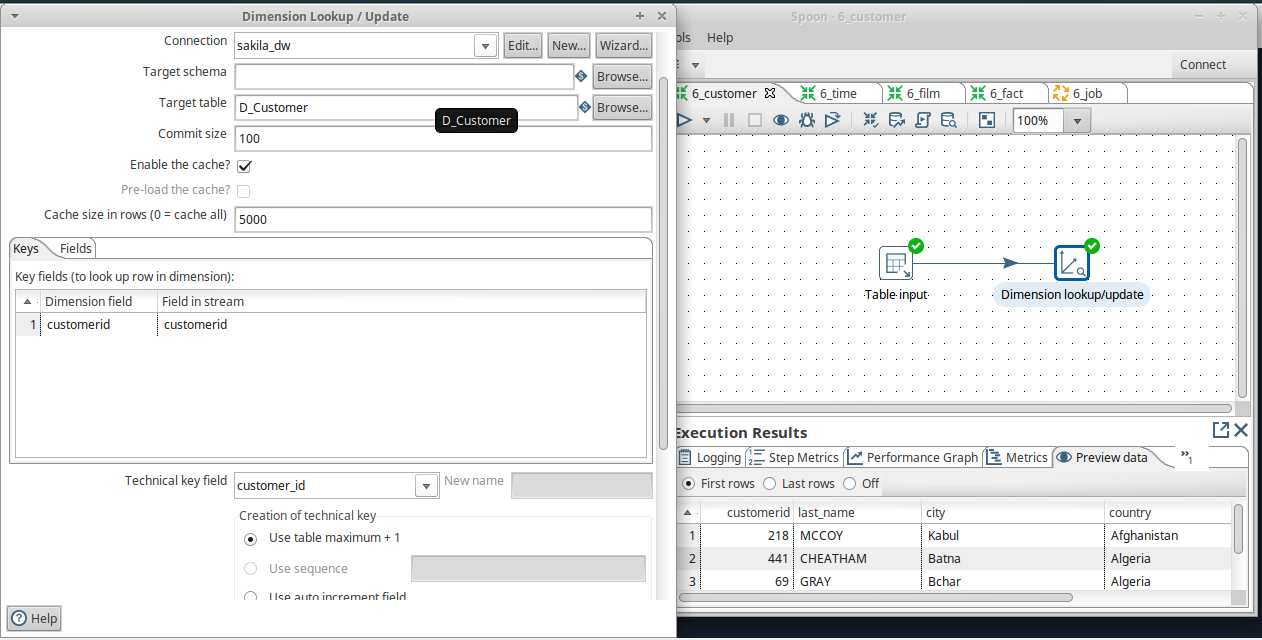 Dimension Lookup / Update
Connection sakila_dw Edit... New... Wizard...
Target schema Browse...
Target table D_Customer Browse...
D_Customer
Commit size 100
Enable the cache?
Pre-load the cache?
Cache size in rows (0 = cache all) 5000
Keys Fields
Key fields (to look up row in dimension):
Dimension field Field in stream
1 customerid customerid
Technical key field customer_id New name
Creation of technical key
Use table maximum + 1
Use sequence
Use auto increment field
Help
Spoon - 6_customer
ols Help
Connect
6_customer 6_time 6_film 6_fact 6_job
100%
Table input Dimension lookup/update
Execution Results
Logging Step Metrics Performance Graph Metrics Preview data »1
First rows Last rows Off
customerid last_name city country
1 218 MCCOY Kabul Afghanistan
2 441 CHEATHAM Batna Algeria
3 69 GRAY Bchar Algeria